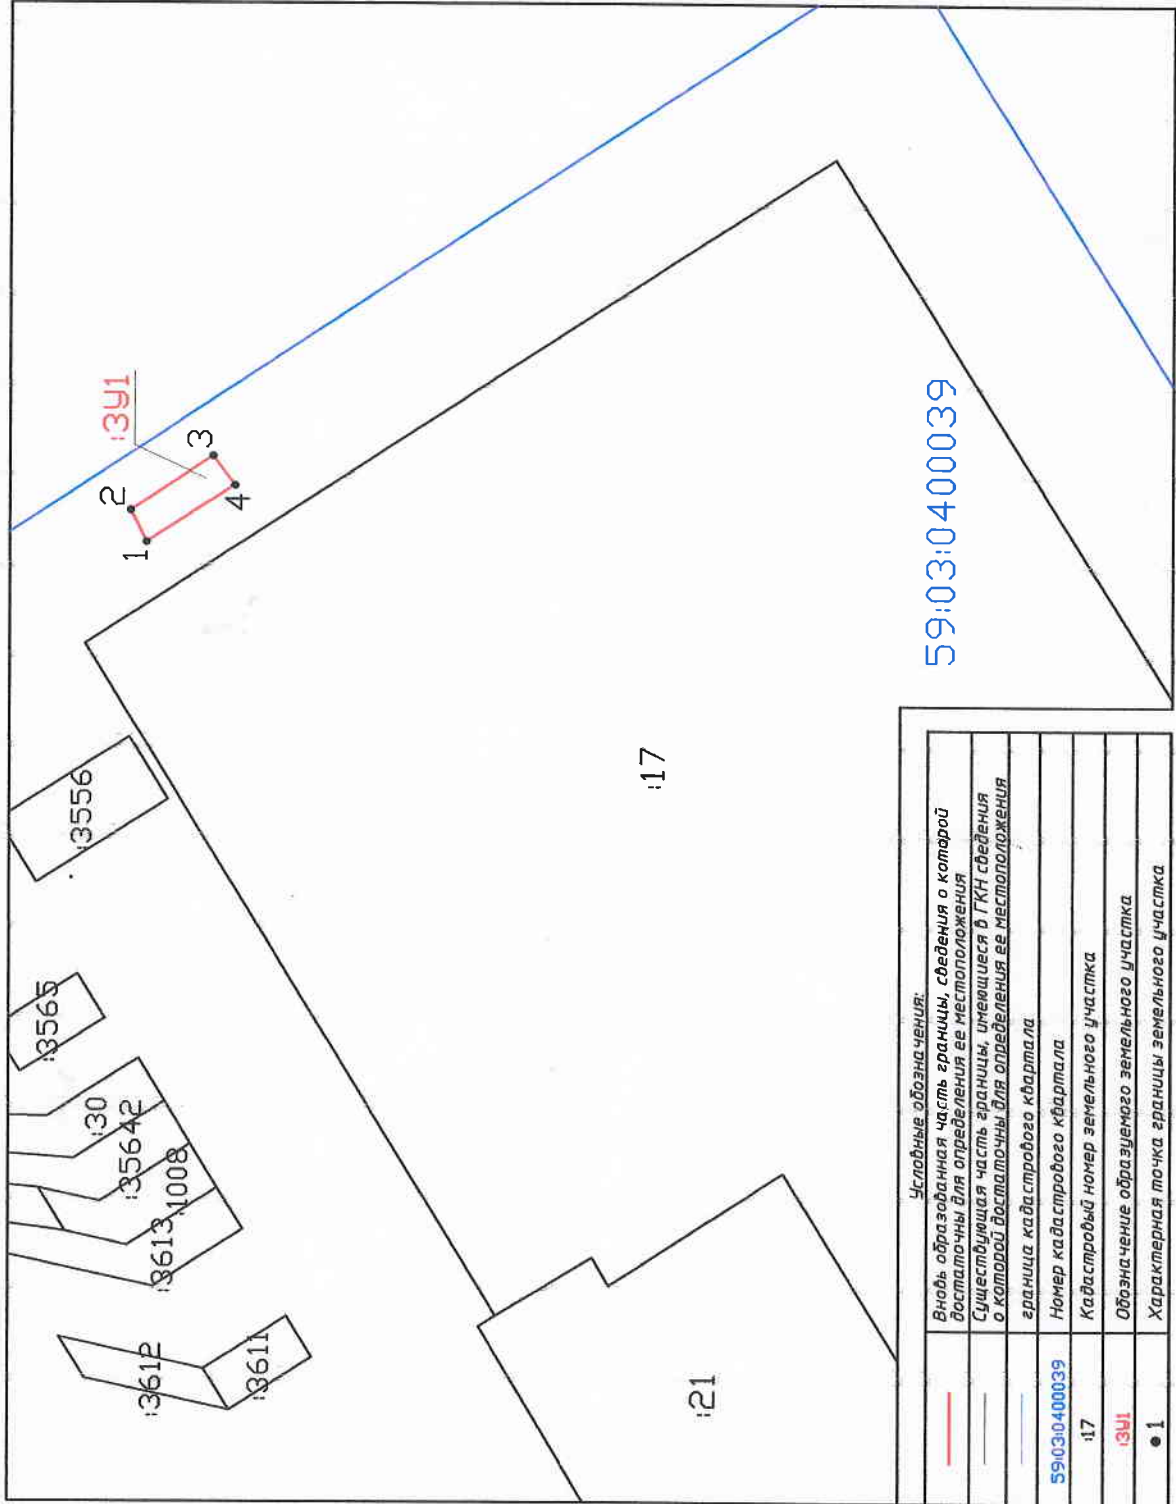 :3612
:3611
:3613
:1008
:35642
:30
:3565
:3556
1
2
3
4
:ЗУ1
:21
:17
59:03:0400039
Условные обозначения:
Вновь образованная часть границы, сведения о которой
достаточны для определения ее местоположения
Существующая часть границы, имеющиеся в ГКН сведения
о которой достаточны для определения ее местоположения
граница кадастрового квартала
59:03:0400039 Номер кадастрового квартала
:17 Кадастровый номер земельного участка
:ЗУ1 Обозначение образуемого земельного участка
1 Характерная точка границы земельного участка